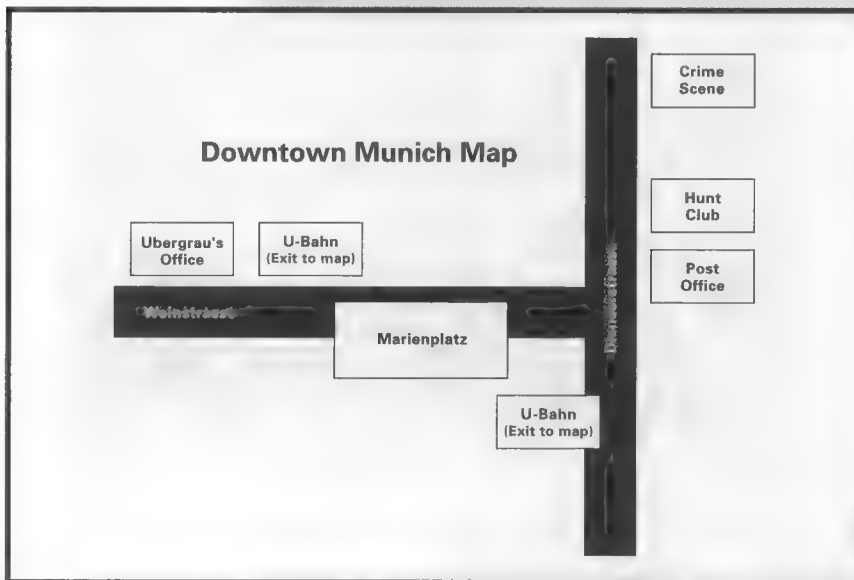 Crime
Scene
Downtown Munich Map
Hunt
Club
Ubergrau's
Office
U-Bahn
(Exit to map)
Post
Office
Weinstrasse
Marienplatz
U-Bahn
(Exit to map)